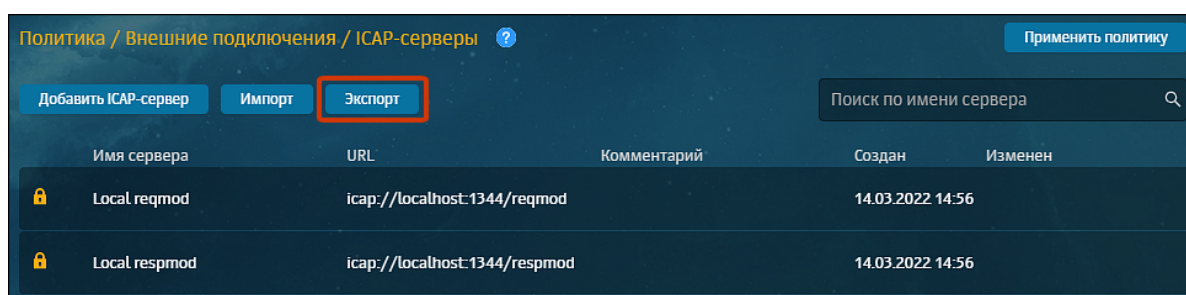 Политика / Внешние подключения / ICAP-серверы ?
Применить политику
Добавить ICAP-сервер Импорт Экспорт Поиск по имени сервера
Имя сервера URL Комментарий Создан Изменен
Local reqmod icap://localhost:1344/reqmod 14.03.2022 14:56
Local respmod icap://localhost:1344/respmod 14.03.2022 14:56